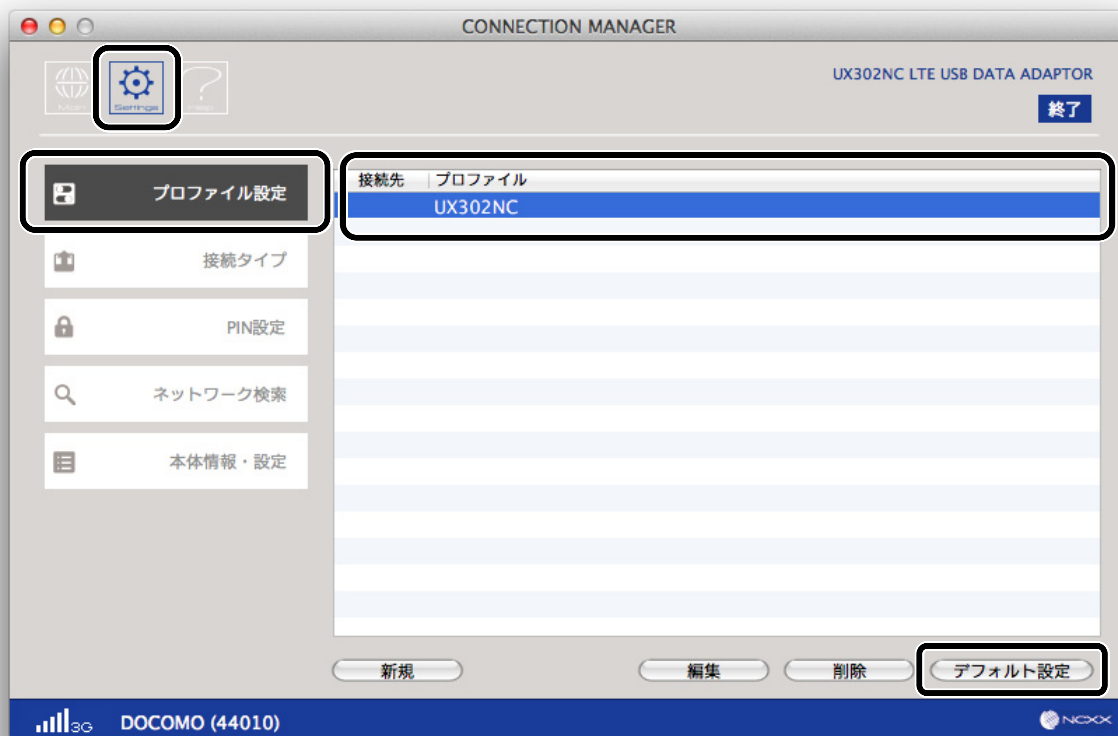 CONNECTION MANAGER
Main
Settings
Help
UX302NC LTE USB DATA ADAPTOR
終了
プロファイル設定
接続タイプ
PIN設定
ネットワーク検索
本体情報・設定
接続先 プロファイル
UX302NC
新規
編集
削除
デフォルト設定
3G DOCOMO (44010)
NCXX